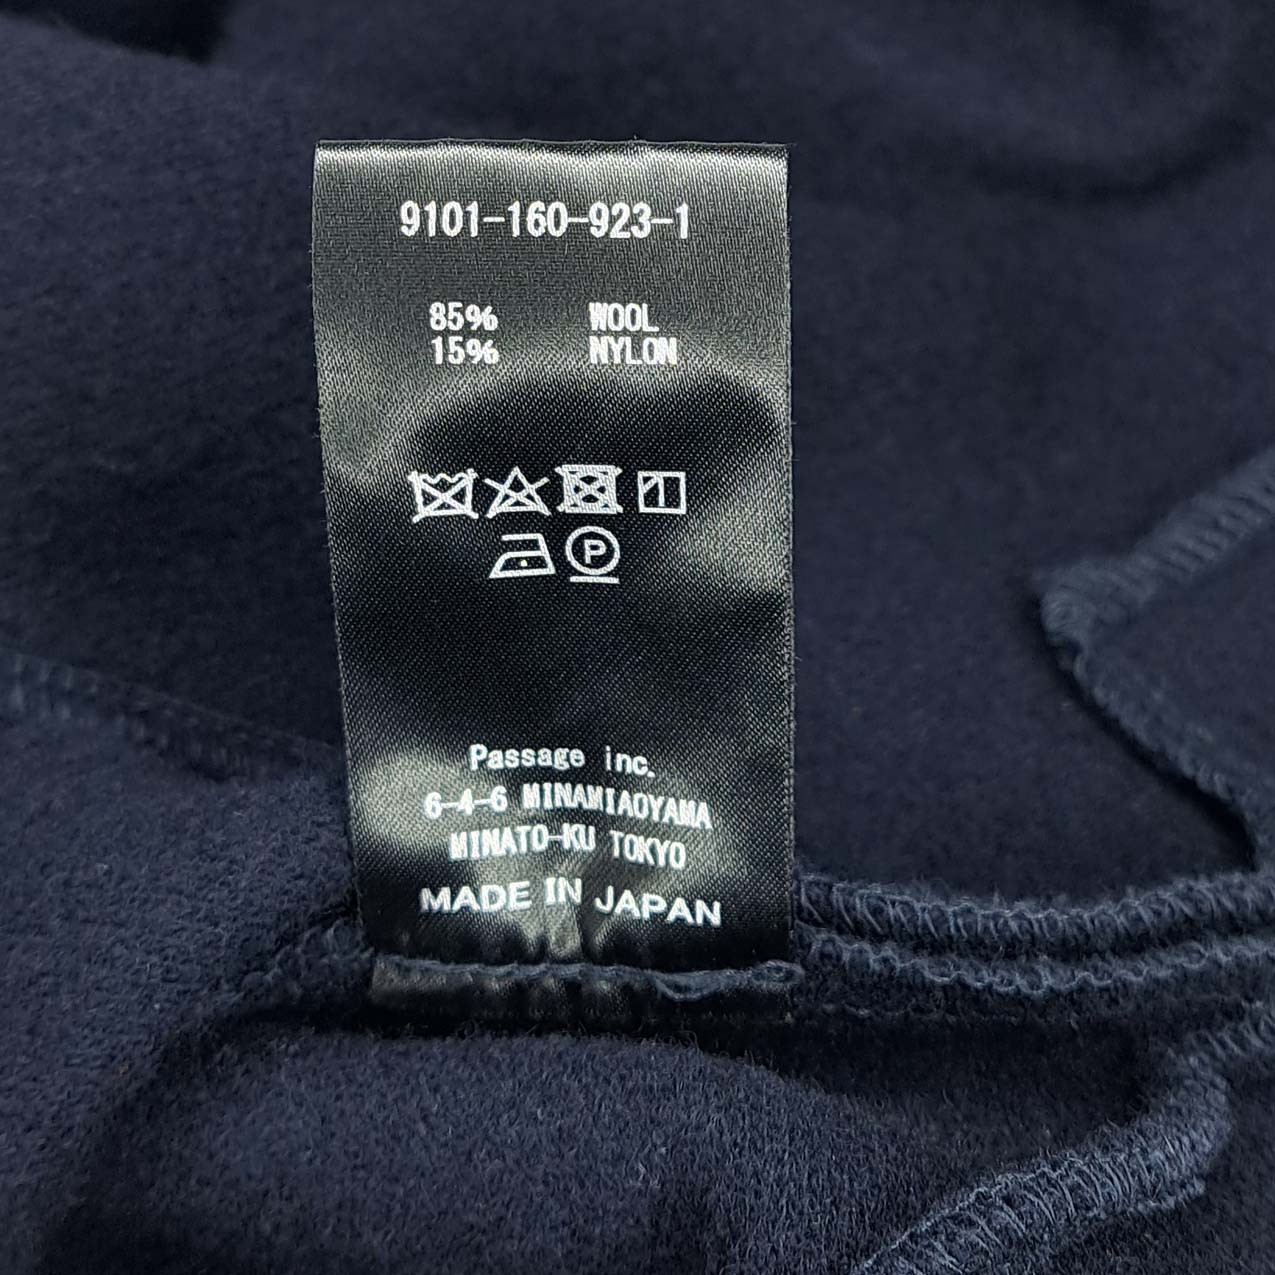 9101-160-923-1
85% WOOL
15% NYLON
P
Passage inc.
6-4-6 MINAMIAOYAMA
MINATO-KU TOKYO
MADE IN JAPAN